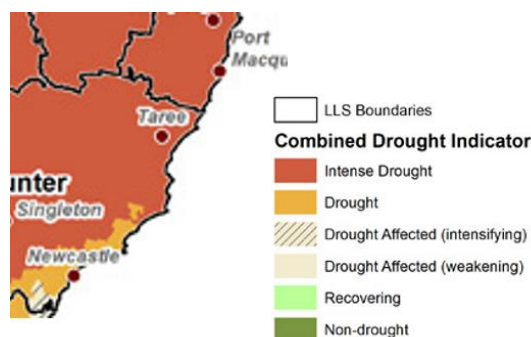 Port
Macqu
Taree
unter
Singleton
Newcastle
LLS Boundaries
Combined Drought Indicator
Intense Drought
Drought
Drought Affected (intensifying)
Drought Affected (weakening)
Recovering
Non-drought